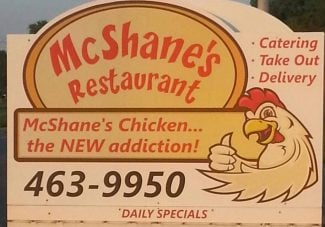 McShane's
Restaurant
· Catering
· Take Out
· Delivery
McShane's Chicken...
the NEW addiction!
463-9950
"DAILY SPECIALS"